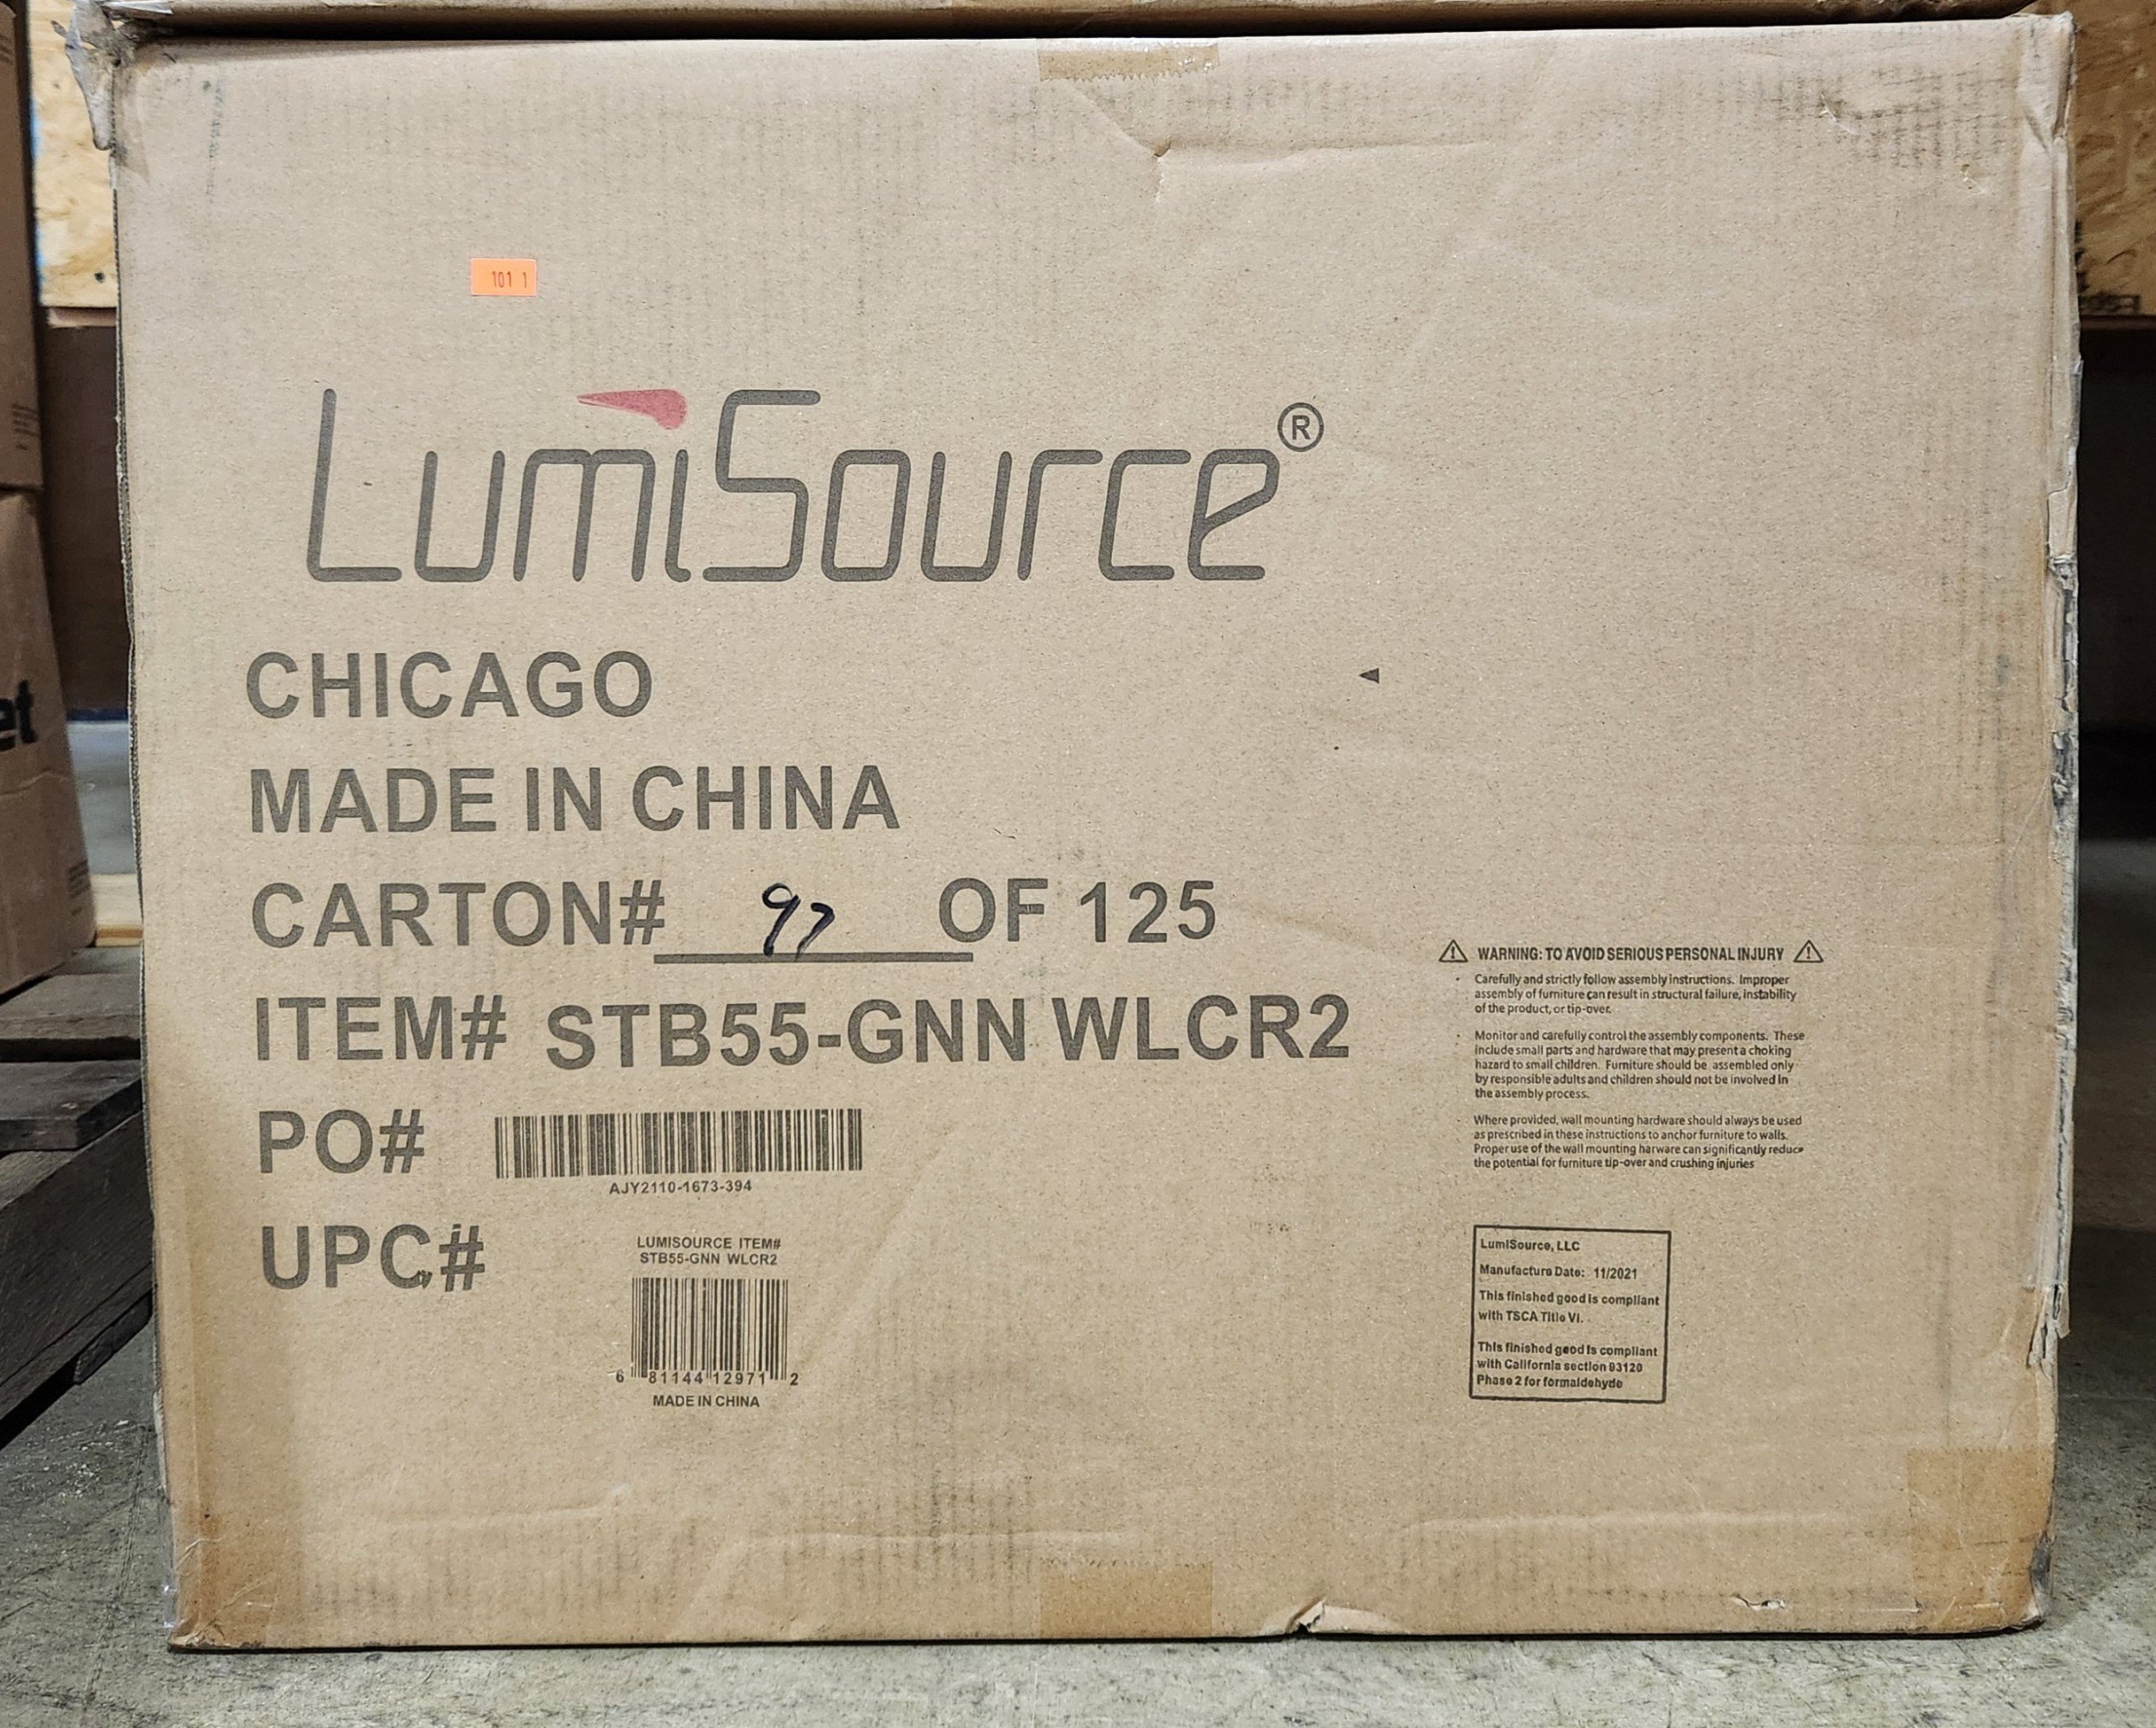 101 1
LumiSource®
CHICAGO
MADE IN CHINA
CARTON# 97 OF 125
ITEM# STB55-GNN WLCR2
PO#
AJY2110-1673-394
UPC#
LUMISOURCE ITEM#
STB55-GNN WLCR2
6 81144 12971 2
MADE IN CHINA
WARNING: TO AVOID SERIOUS PERSONAL INJURY
Carefully and strictly follow assembly instructions. Improper
assembly of furniture can result in structural failure, instability
of the product, or tip-over.
Monitor and carefully control the assembly components. These
include small parts and hardware that may present a choking
hazard to small children. Furniture should be assembled only
by responsible adults and children should not be involved in
the assembly process.
Where provided, wall mounting hardware should always be used
as prescribed in these instructions to anchor furniture to walls.
Proper use of the wall mounting harware can significantly reduce
the potential for furniture tip-over and crushing injuries
LumiSource, LLC
Manufacture Date: 11/2021
This finished good is compliant
with TSCA Title VI.
This finished good is compliant
with California section 93120
Phase 2 for formaldehyde
et